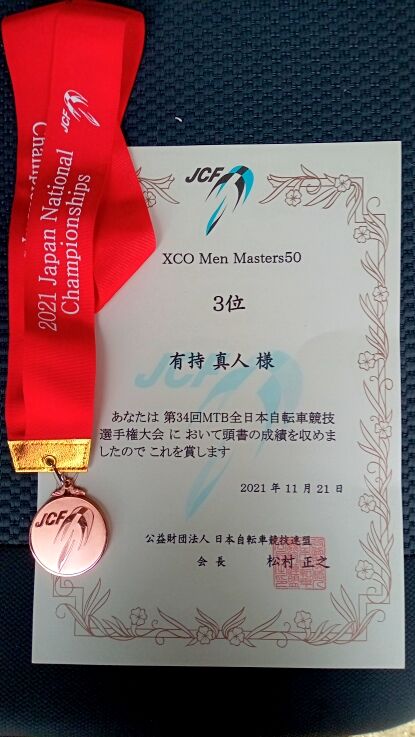 2021 Japan National
Championships
JCF
XCO Men Masters50
3位
有持 真人 様
あなたは 第34回MTB全日本自転車競技
選手権大会 に おいて頭書の成績を収めま
したので これを賞します
2021 年 11 月 21 日
公益財団法人 日本自転車競技連盟
会 長 松村 正之
JCF
JCF